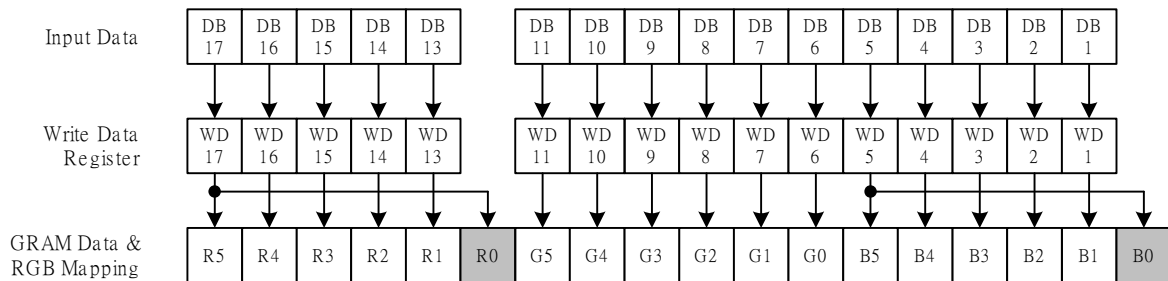 Input Data
DB 17 DB 16 DB 15 DB 14 DB 13 DB 11 DB 10 DB 9 DB 8 DB 7 DB 6 DB 5 DB 4 DB 3 DB 2 DB 1
Write Data
Register
WD 17 WD 16 WD 15 WD 14 WD 13 WD 11 WD 10 WD 9 WD 8 WD 7 WD 6 WD 5 WD 4 WD 3 WD 2 WD 1
GRAM Data &
RGB Mapping
R5 R4 R3 R2 R1 R0 G5 G4 G3 G2 G1 G0 B5 B4 B3 B2 B1 B0